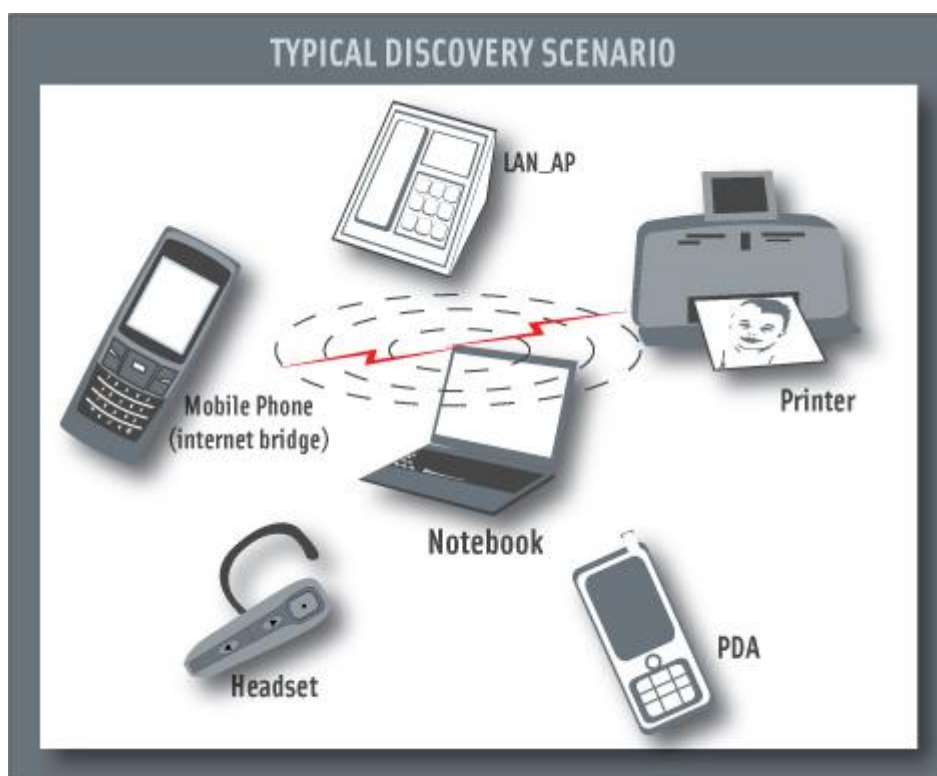 TYPICAL DISCOVERY SCENARIO
LAN_AP
Mobile Phone
(internet bridge)
Printer
Notebook
Headset
PDA